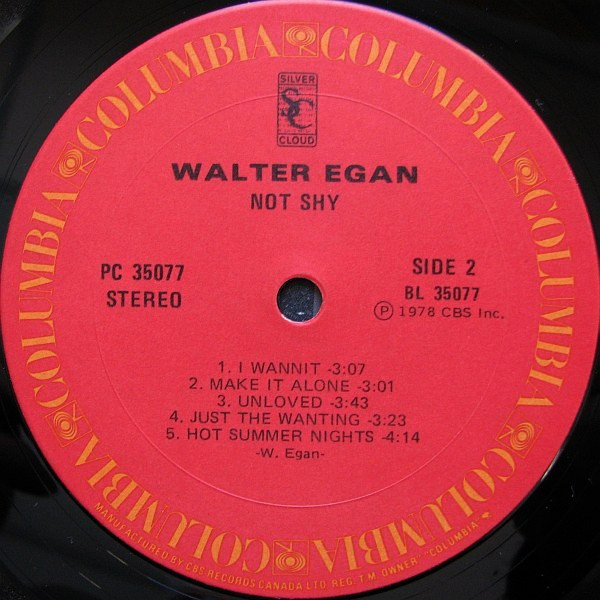 COLUMBIA COLUMBIA COLUMBIA COLUMBIA COLUMBIA COLUMBIA COLUMBIA COLUMBIA
SILVER
SC
CLOUD
WALTER EGAN
NOT SHY
PC 35077
STEREO
SIDE 2
BL 35077
Ⓟ 1978 CBS Inc.
1. I WANNIT -3:07
2. MAKE IT ALONE -3:01
3. UNLOVED -3:43
4. JUST THE WANTING -3:23
5. HOT SUMMER NIGHTS -4:14
-W. Egan-
MANUFACTURED BY CBS RECORDS CANADA LTD. REG. T.M. OWNER "COLUMBIA"